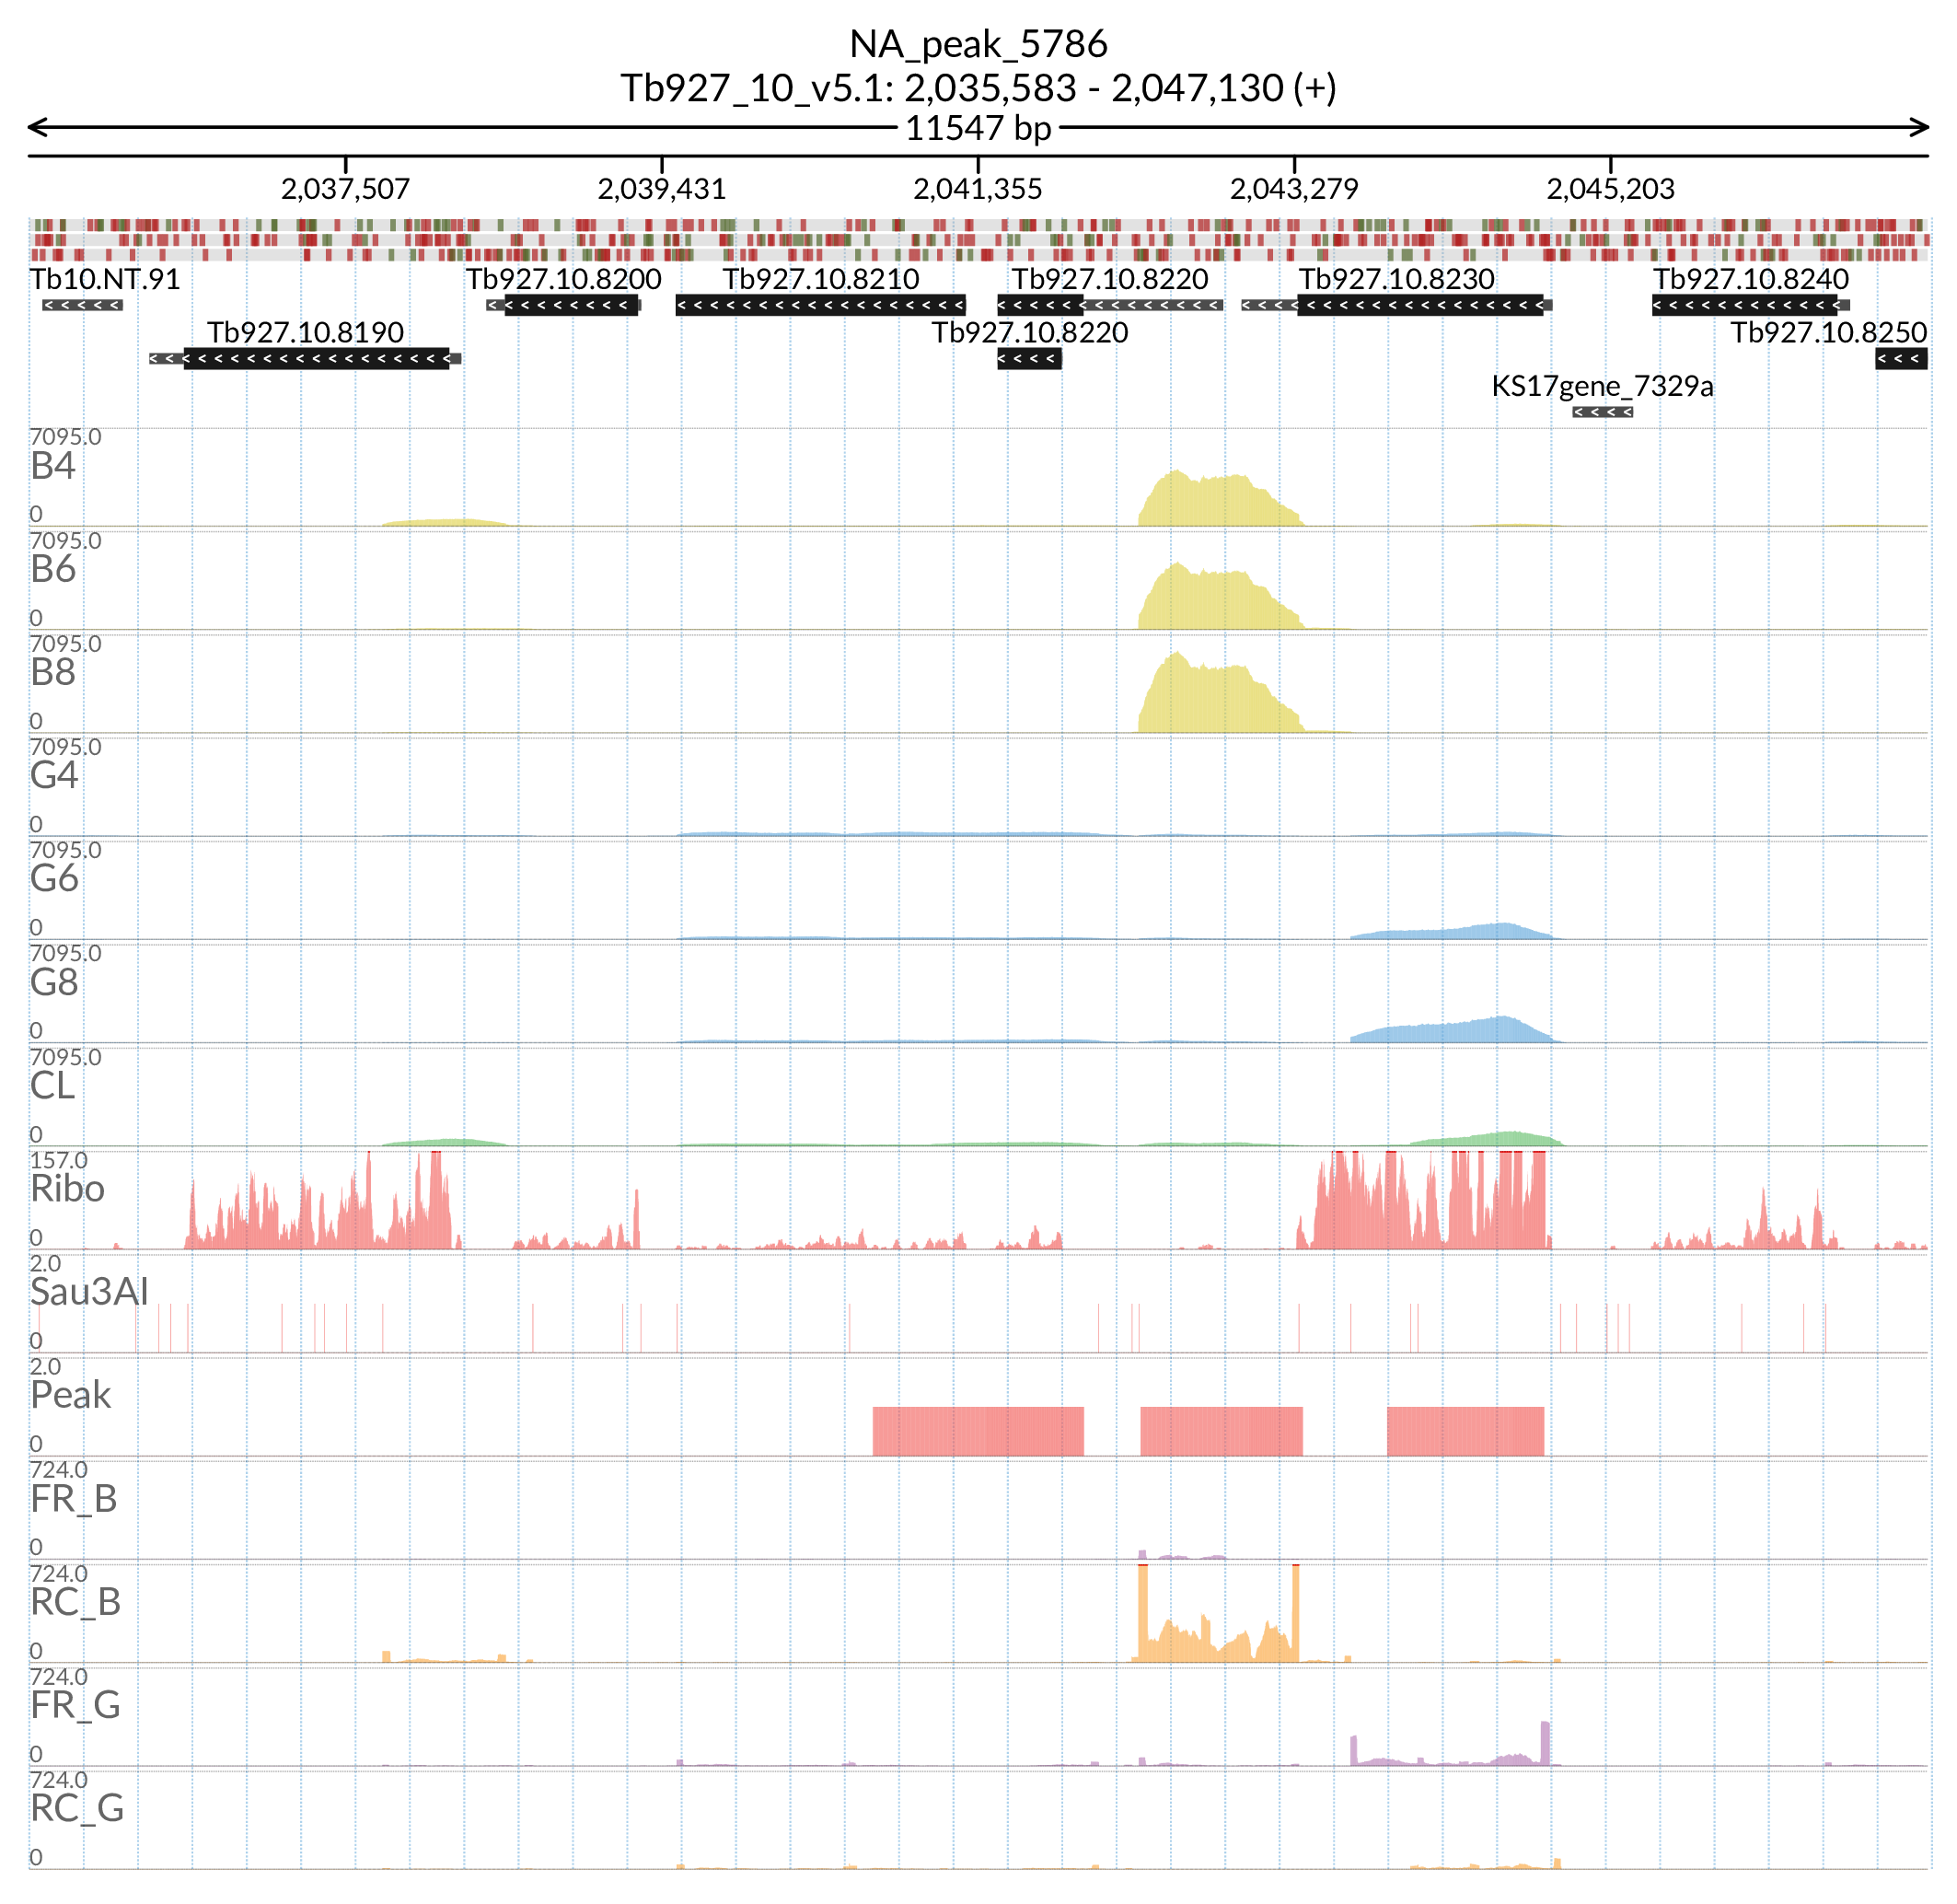 NA_peak_5786
Tb927_10_v5.1: 2,035,583 - 2,047,130 (+)
11547 bp
2,037,507 2,039,431 2,041,355 2,043,279 2,045,203
Tb10.NT.91 Tb927.10.8200 Tb927.10.8210 Tb927.10.8220 Tb927.10.8230 Tb927.10.8240
Tb927.10.8190 Tb927.10.8220 Tb927.10.8250
KS17gene_7329a
7095.0
B4
0
7095.0
B6
0
7095.0
B8
0
7095.0
G4
0
7095.0
G6
0
7095.0
G8
0
7095.0
CL
0
157.0
Ribo
0
2.0
Sau3AI
0
2.0
Peak
0
724.0
FR_B
0
724.0
RC_B
0
724.0
FR_G
0
724.0
RC_G
0